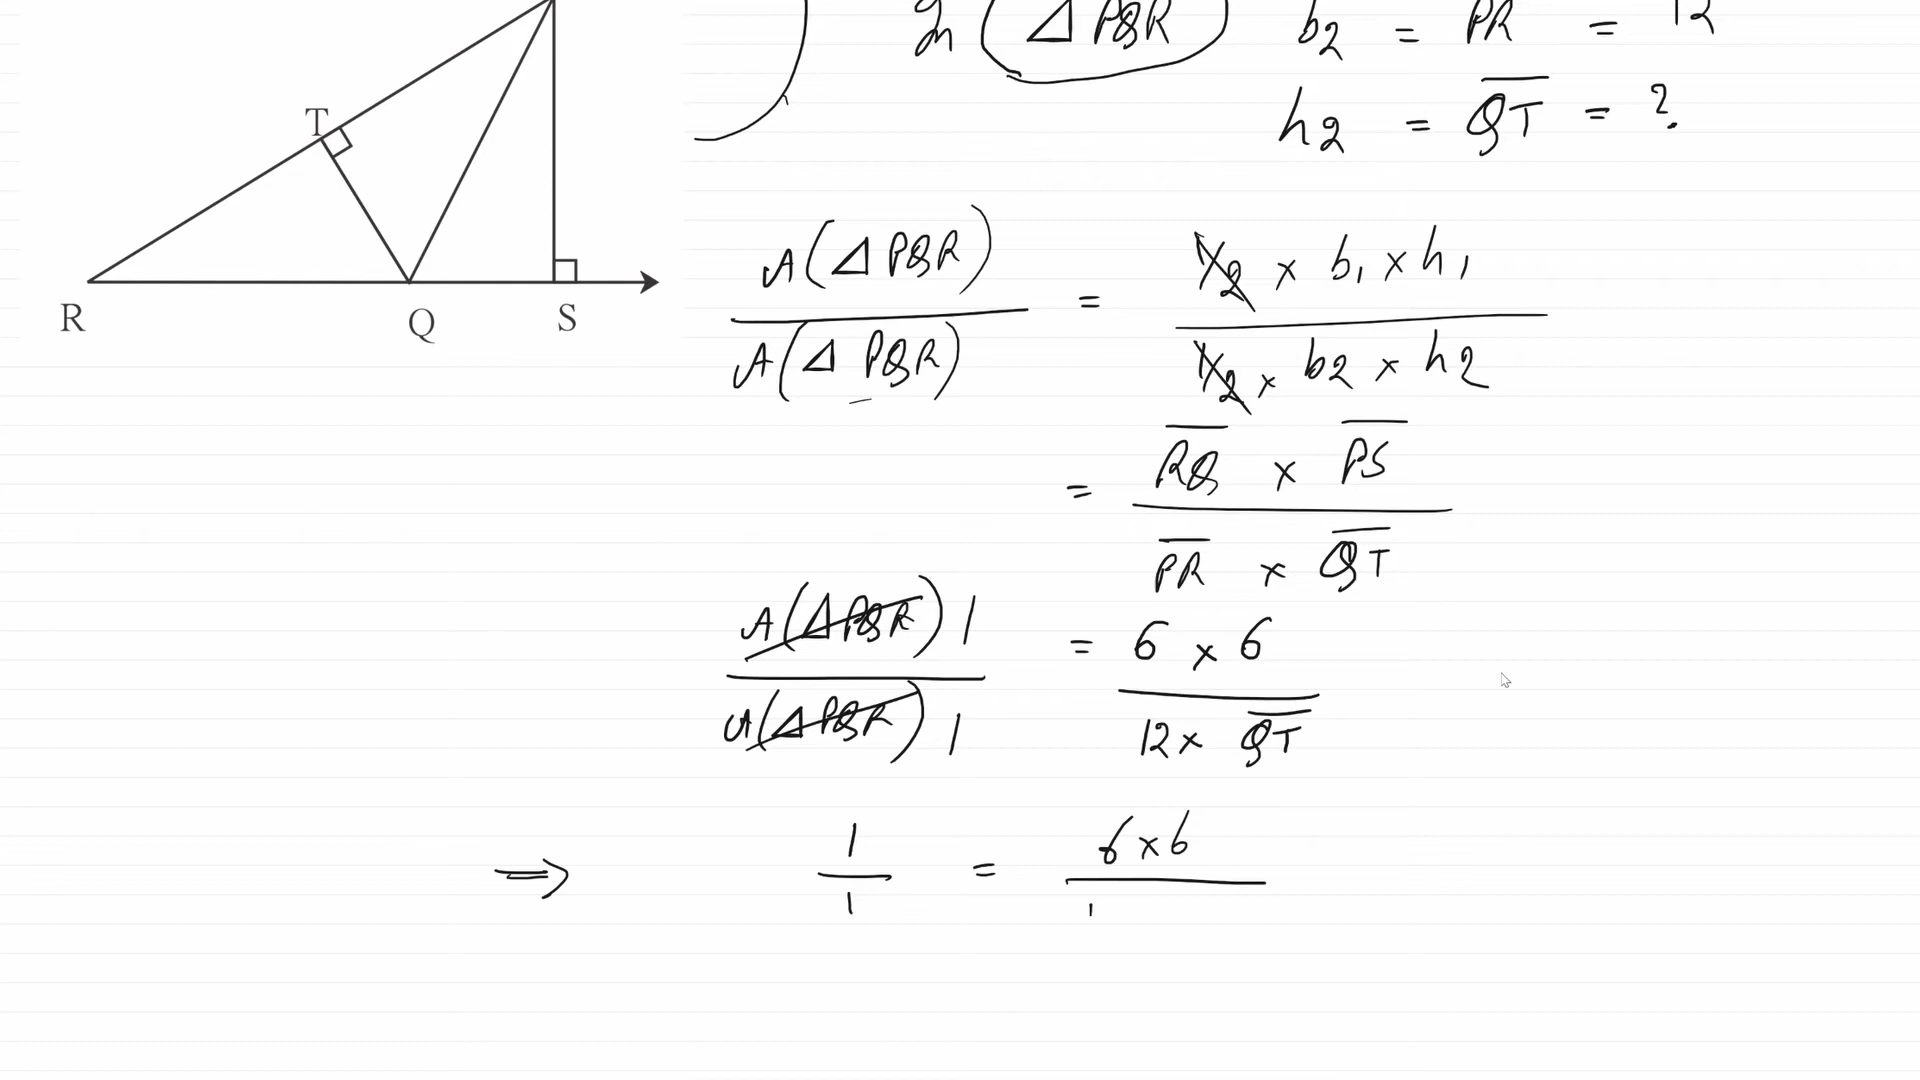 In △ PQR b2 = PR = 12
h2 = QT = ?
T
R
Q
S
A(△ PQR) / A(△ PQR) = 1/2 × b1 × h1 / 1/2 × b2 × h2
= RQ × PS / PR × QT
A(△PQR) 1 / A(△PQR) 1 = 6 × 6 / 12 × QT
⇒ 1 / 1 = 6 × 6 /